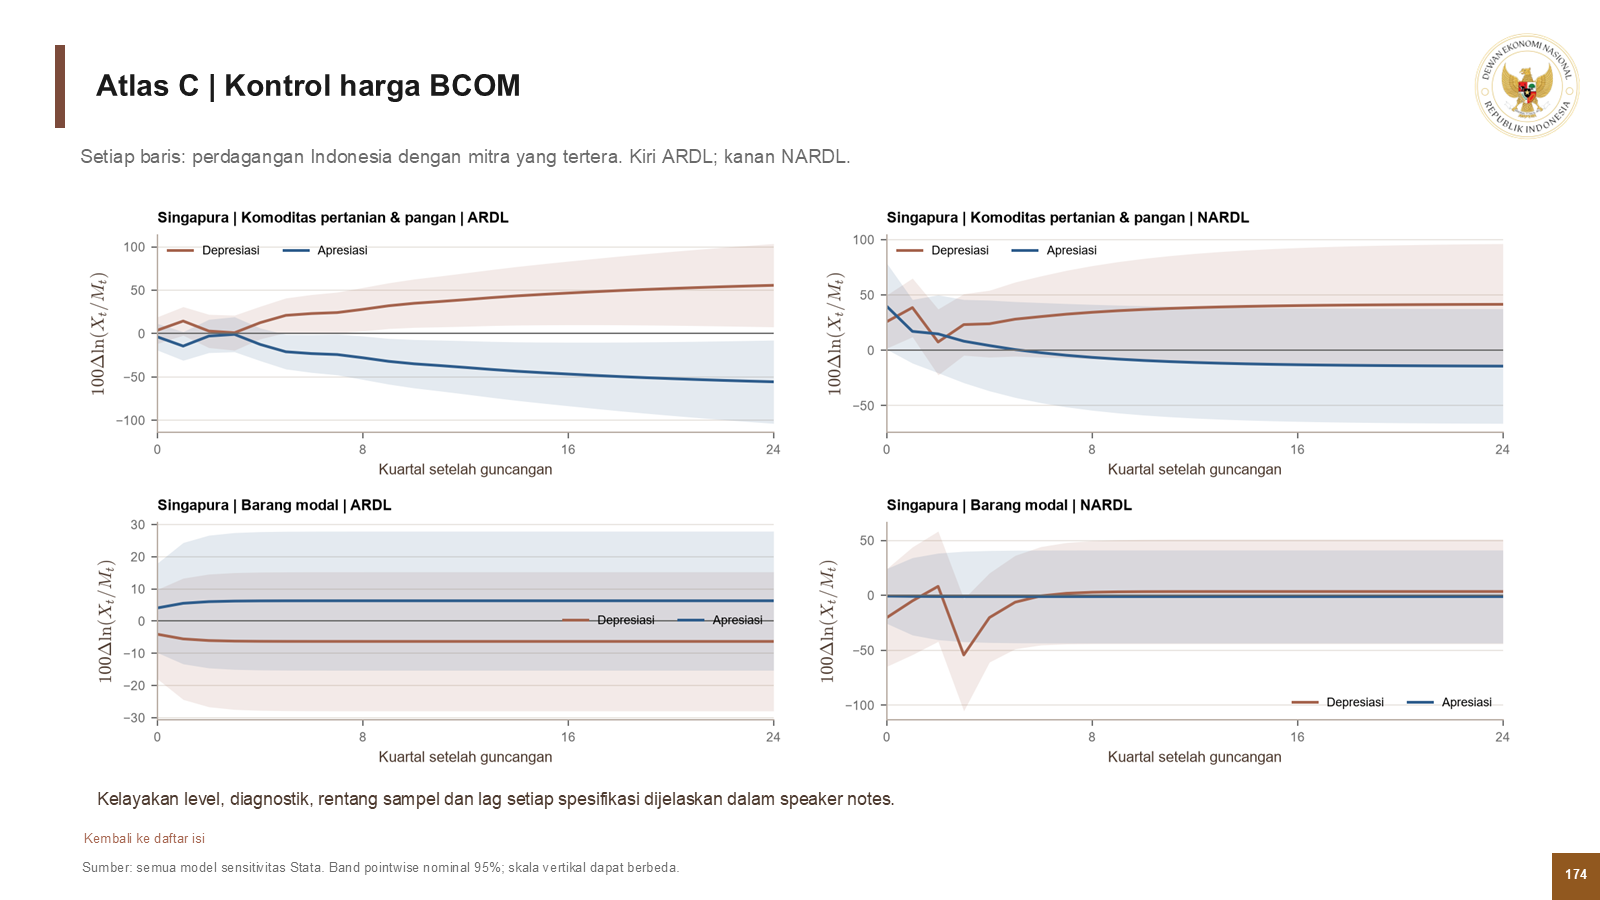 Atlas C | Kontrol harga BCOM
DEWAN EKONOMI NASIONAL
REPUBLIK INDONESIA
Setiap baris: perdagangan Indonesia dengan mitra yang tertera. Kiri ARDL; kanan NARDL.
Singapura | Komoditas pertanian & pangan | ARDL
Depresiasi
Apresiasi
100
50
0
−50
−100
100Δln(Xt/Mt)
0
8
16
24
Kuartal setelah guncangan
Singapura | Komoditas pertanian & pangan | NARDL
Depresiasi
Apresiasi
100
50
0
−50
100Δln(Xt/Mt)
0
8
16
24
Kuartal setelah guncangan
Singapura | Barang modal | ARDL
30
20
10
0
−10
−20
−30
100Δln(Xt/Mt)
Depresiasi
Apresiasi
0
8
16
24
Kuartal setelah guncangan
Singapura | Barang modal | NARDL
50
0
−50
−100
100Δln(Xt/Mt)
Depresiasi
Apresiasi
0
8
16
24
Kuartal setelah guncangan
Kelayakan level, diagnostik, rentang sampel dan lag setiap spesifikasi dijelaskan dalam speaker notes.
Kembali ke daftar isi
Sumber: semua model sensitivitas Stata. Band pointwise nominal 95%; skala vertikal dapat berbeda.
174